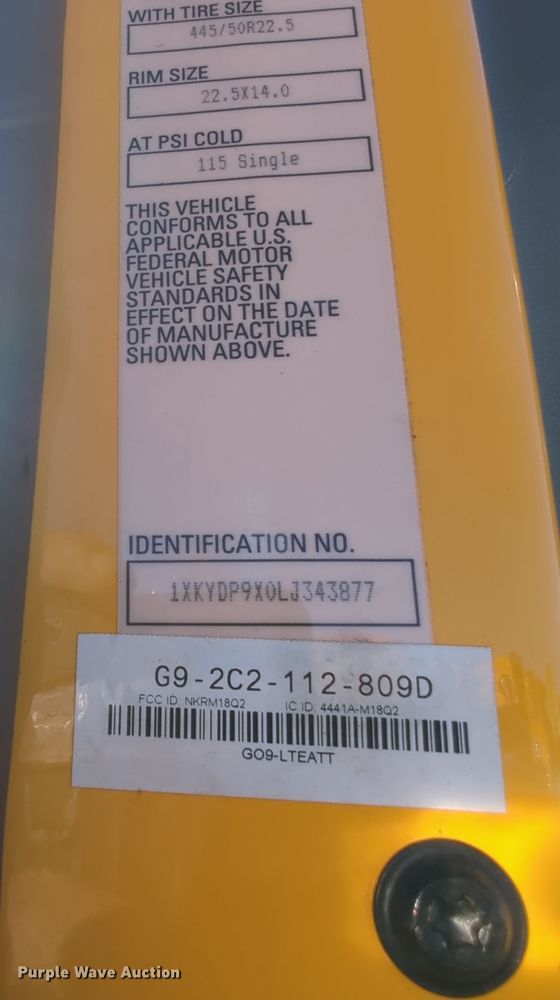 WITH TIRE SIZE
445/50R22.5
RIM SIZE
22.5X14.0
AT PSI COLD
115 Single
THIS VEHICLE
CONFORMS TO ALL
APPLICABLE U.S.
FEDERAL MOTOR
VEHICLE SAFETY
STANDARDS IN
EFFECT ON THE DATE
OF MANUFACTURE
SHOWN ABOVE.
IDENTIFICATION NO.
1XKYDP9X0LJ343877
G9-2C2-112-809D
FCC ID: NKRM18Q2 IC ID. 4441A-M18Q2
GO9-LTEATT
Purple Wave Auction